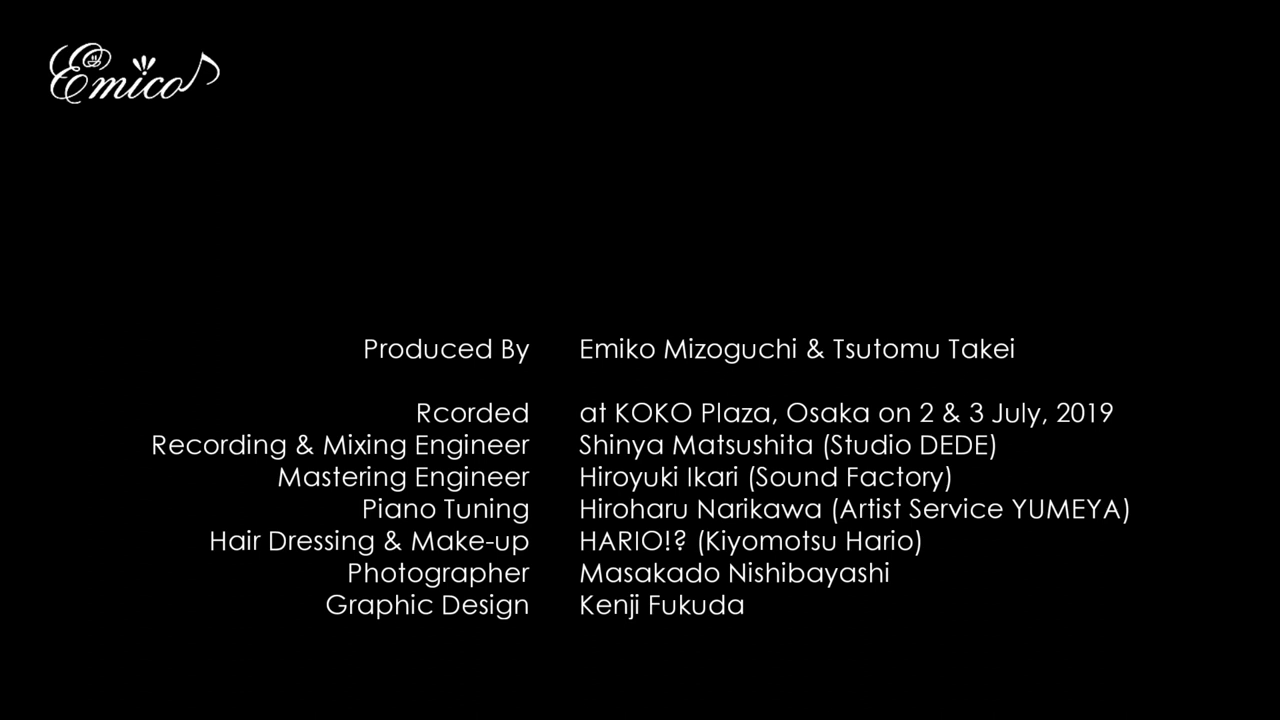 Emico
Produced By Emiko Mizoguchi & Tsutomu Takei
Rcorded at KOKO Plaza, Osaka on 2 & 3 July, 2019
Recording & Mixing Engineer Shinya Matsushita (Studio DEDE)
Mastering Engineer Hiroyuki Ikari (Sound Factory)
Piano Tuning Hiroharu Narikawa (Artist Service YUMEYA)
Hair Dressing & Make-up HARIO!? (Kiyomotsu Hario)
Photographer Masakado Nishibayashi
Graphic Design Kenji Fukuda